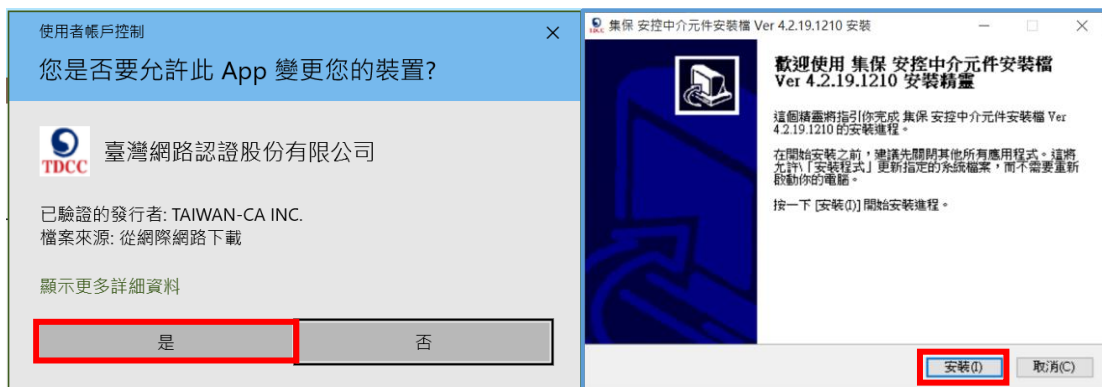 使用者帳戶控制
您是否要允許此 App 變更您的裝置?
TDCC
臺灣網路認證股份有限公司
已驗證的發行者: TAIWAN-CA INC.
檔案來源: 從網際網路下載
顯示更多詳細資料
是
否
TDCC
集保 安控中介元件安裝檔 Ver 4.2.19.1210 安裝
歡迎使用 集保 安控中介元件安裝檔
Ver 4.2.19.1210 安裝精靈
這個精靈將指引你完成 集保 安控中介元件安裝檔 Ver
4.2.19.1210 的安裝進程。
在開始安裝之前，建議先關閉其他所有應用程式。這將
允許\「安裝程式」更新指定的系統檔案，而不需要重新
啟動你的電腦。
按一下 [安裝(I)] 開始安裝進程。
安裝(I)
取消(C)